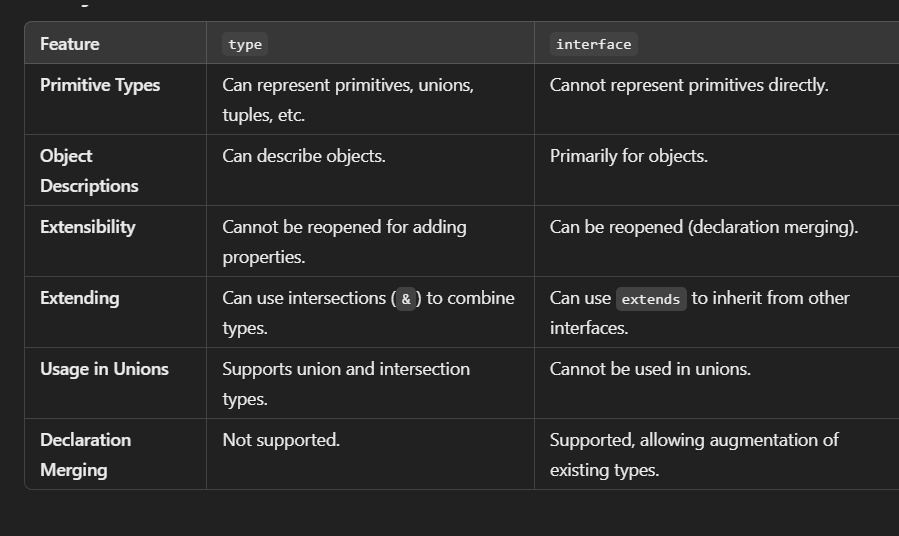 Feature type interface
Primitive Types Can represent primitives, unions, Cannot represent primitives directly.
tuples, etc.
Object Can describe objects. Primarily for objects.
Descriptions
Extensibility Cannot be reopened for adding Can be reopened (declaration merging).
properties.
Extending Can use intersections (&) to combine Can use extends to inherit from other
types. interfaces.
Usage in Unions Supports union and intersection Cannot be used in unions.
types.
Declaration Not supported. Supported, allowing augmentation of
Merging existing types.